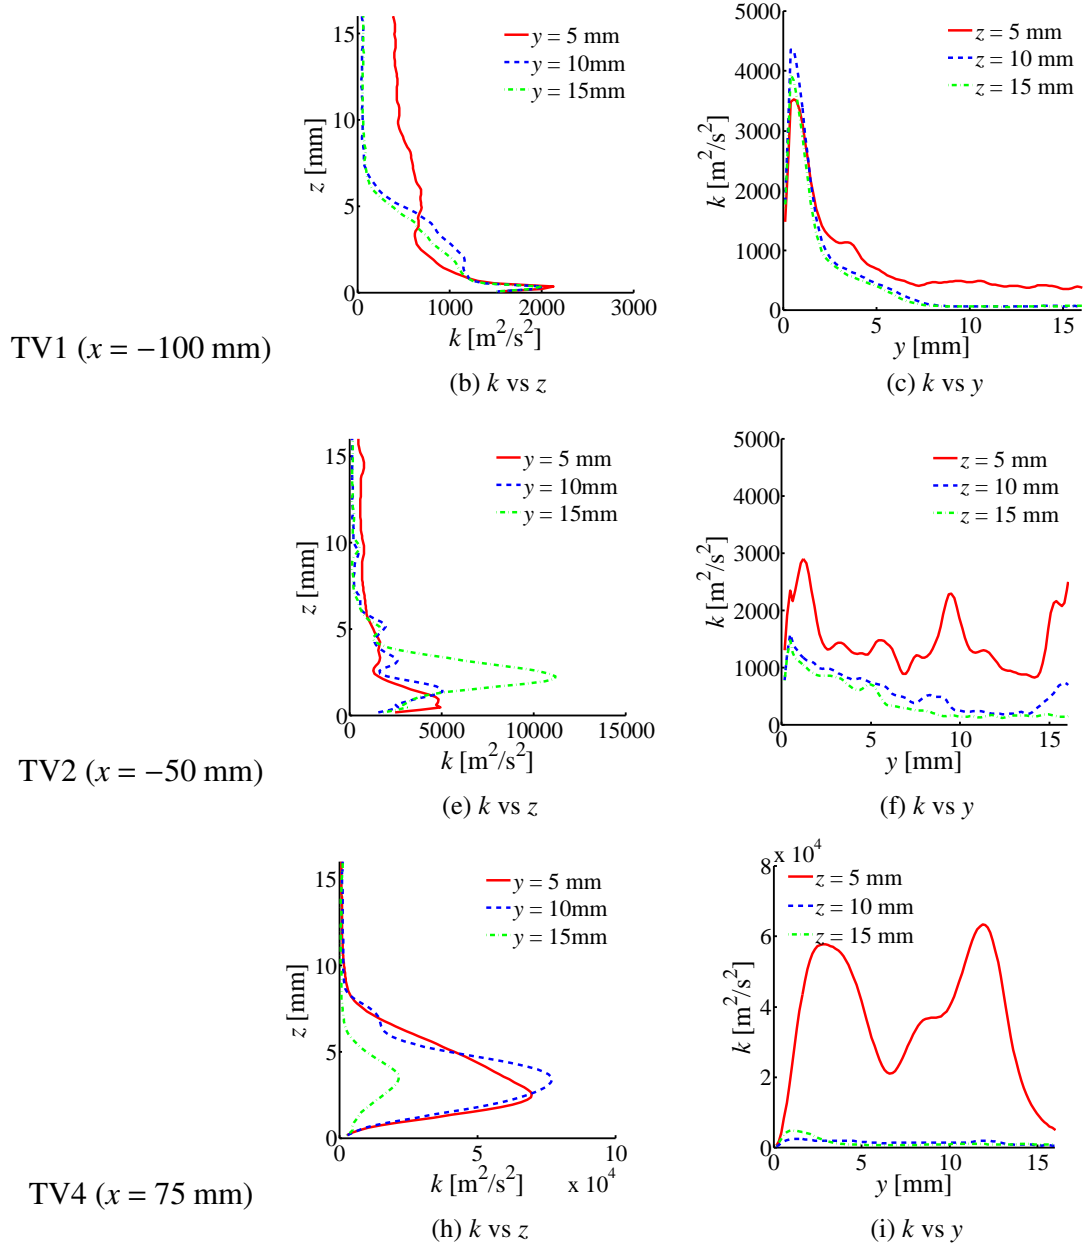 15
10
5
0
z [mm]
y = 5 mm
y = 10mm
y = 15mm
0
1000
2000
3000
k [m²/s²]
(b) k vs z
5000
4000
3000
2000
1000
0
k [m²/s²]
z = 5 mm
z = 10 mm
z = 15 mm
0
5
10
15
y [mm]
(c) k vs y
TV1 (x = −100 mm)
15
10
5
0
z [mm]
y = 5 mm
y = 10mm
y = 15mm
0
5000
10000
15000
k [m²/s²]
(e) k vs z
5000
4000
3000
2000
1000
0
k [m²/s²]
z = 5 mm
z = 10 mm
z = 15 mm
0
5
10
15
y [mm]
(f) k vs y
TV2 (x = −50 mm)
15
10
5
0
z [mm]
y = 5 mm
y = 10mm
y = 15mm
0
5
10
k [m²/s²]
x 10⁴
(h) k vs z
x 10⁴
8
6
4
2
0
k [m²/s²]
z = 5 mm
z = 10 mm
z = 15 mm
0
5
10
15
y [mm]
(i) k vs y
TV4 (x = 75 mm)